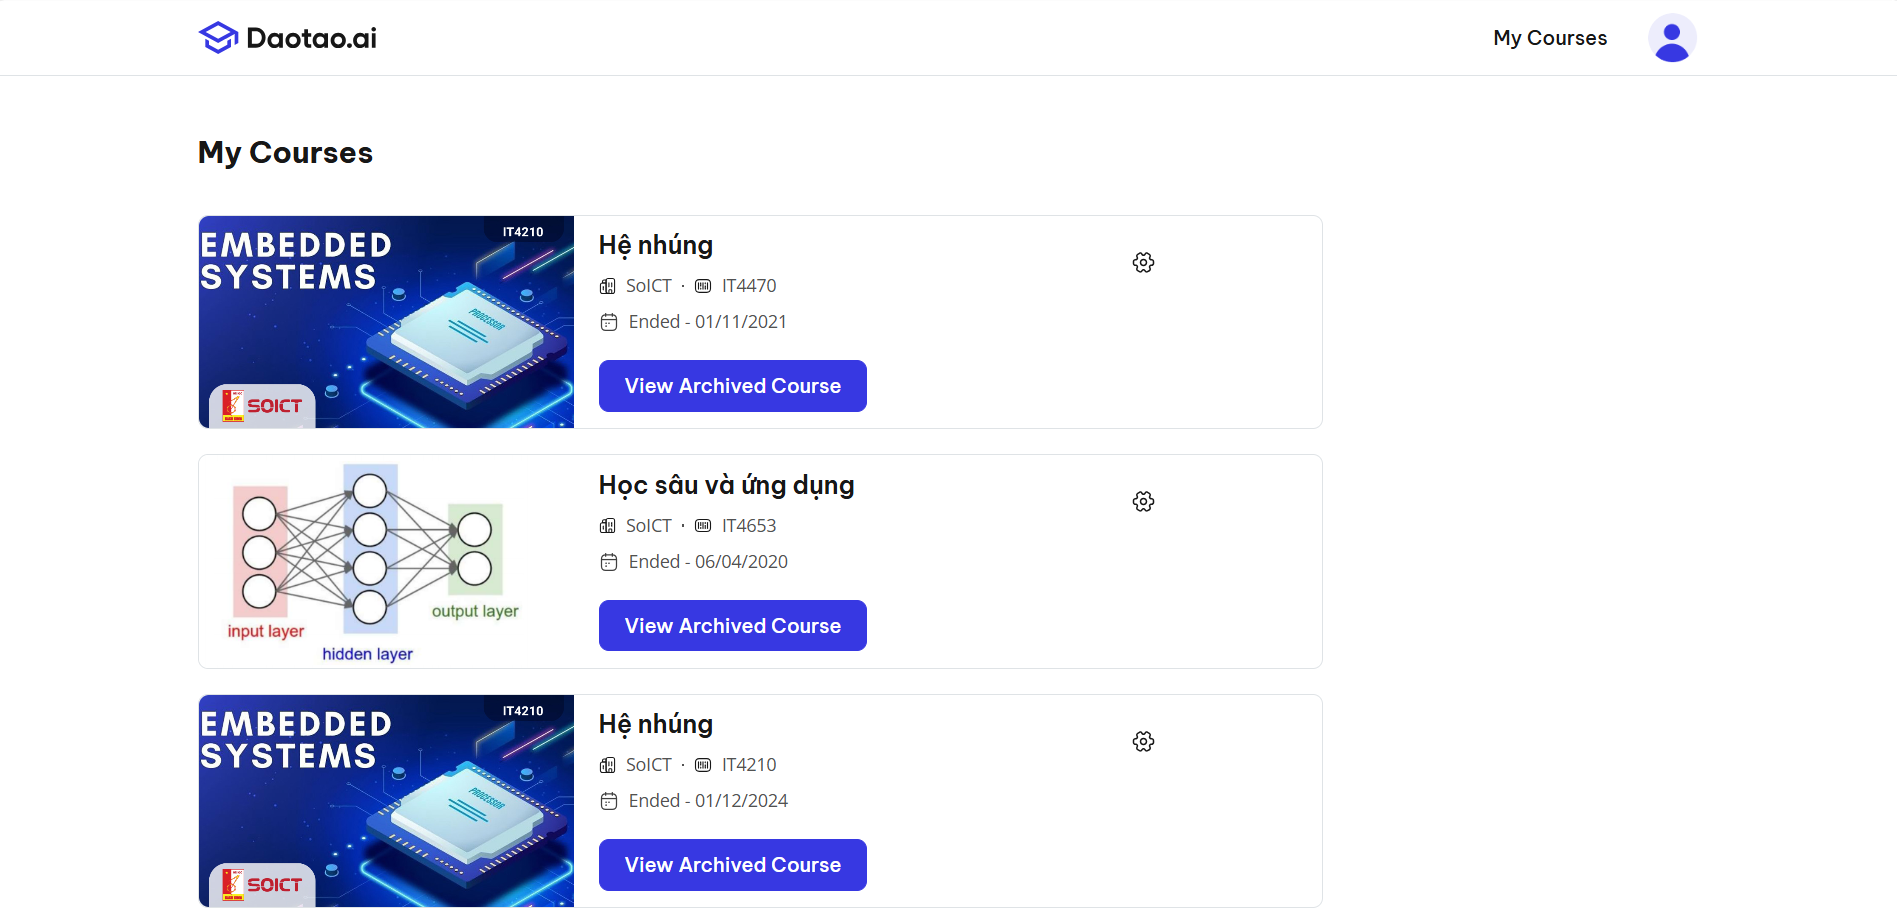 Daotao.ai
My Courses
My Courses
IT4210
EMBEDDED
SYSTEMS
PROCESSOR
SOICT
Hệ nhúng
SoICT · IT4470
Ended - 01/11/2021
View Archived Course
input layer
hidden layer
output layer
Học sâu và ứng dụng
SoICT · IT4653
Ended - 06/04/2020
View Archived Course
IT4210
EMBEDDED
SYSTEMS
PROCESSOR
SOICT
Hệ nhúng
SoICT · IT4210
Ended - 01/12/2024
View Archived Course